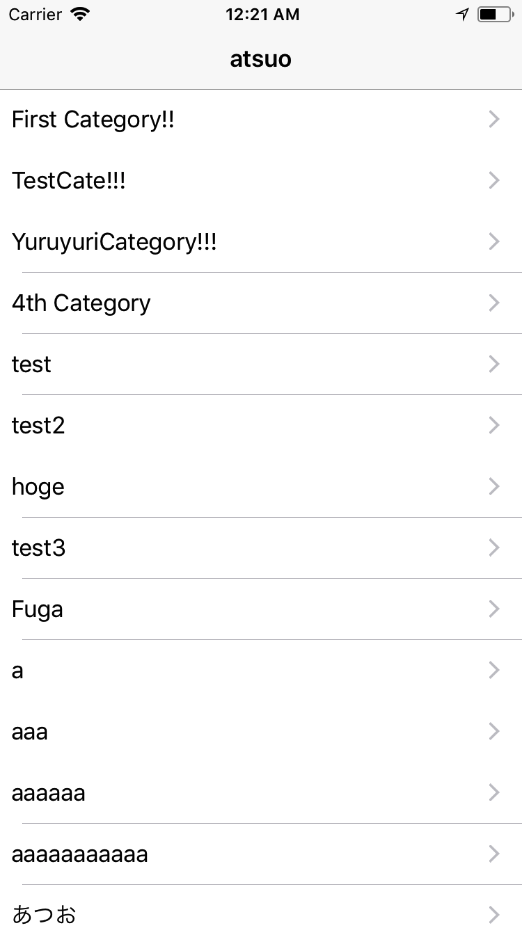 Carrier 12:21 AM
atsuo
First Category!!
TestCate!!!
YuruyuriCategory!!!
4th Category
test
test2
hoge
test3
Fuga
a
aaa
aaaaaa
aaaaaaaaaaa
あつお